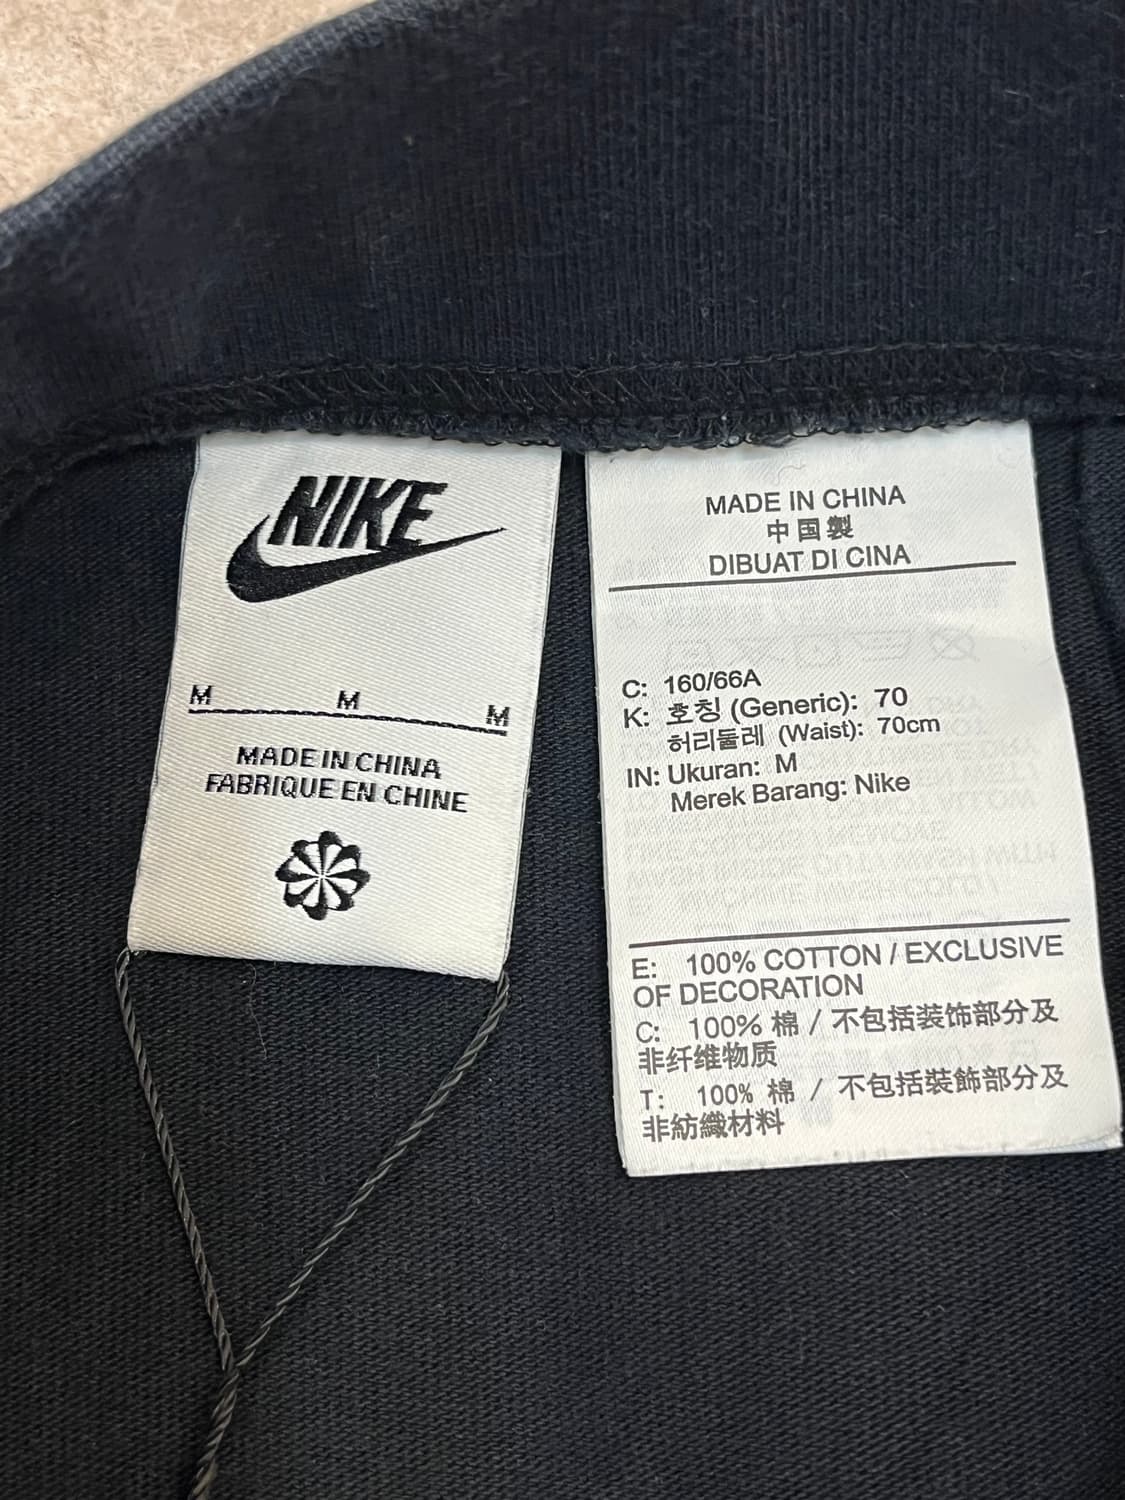 NIKE
M M M
MADE IN CHINA
FABRIQUE EN CHINE
MADE IN CHINA
中国製
DIBUAT DI CINA
C: 160/66A
K: 호칭 (Generic): 70
허리둘레 (Waist): 70cm
IN: Ukuran: M
Merek Barang: Nike
E: 100% COTTON / EXCLUSIVE
OF DECORATION
C: 100% 棉 / 不包括装饰部分及
非纤维物质
T: 100% 棉 / 不包括裝飾部分及
非紡織材料